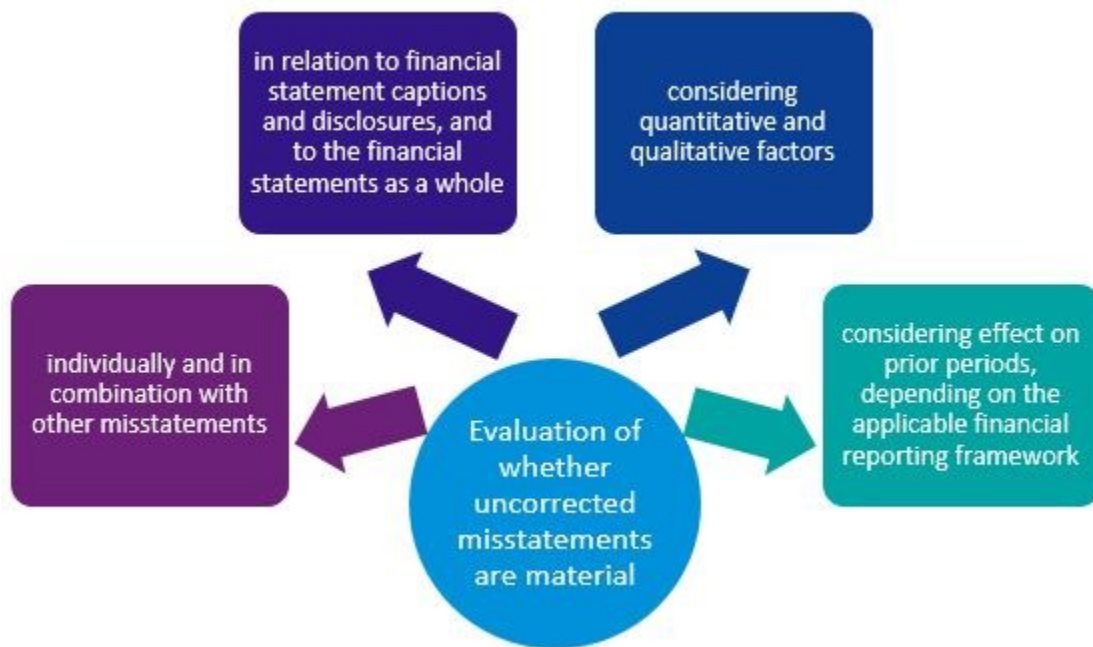 in relation to financial
statement captions
and disclosures, and
to the financial
statements as a whole
considering
quantitative and
qualitative factors
individually and in
combination with
other misstatements
considering effect on
prior periods,
depending on the
applicable financial
reporting framework
Evaluation of
whether
uncorrected
misstatements
are material